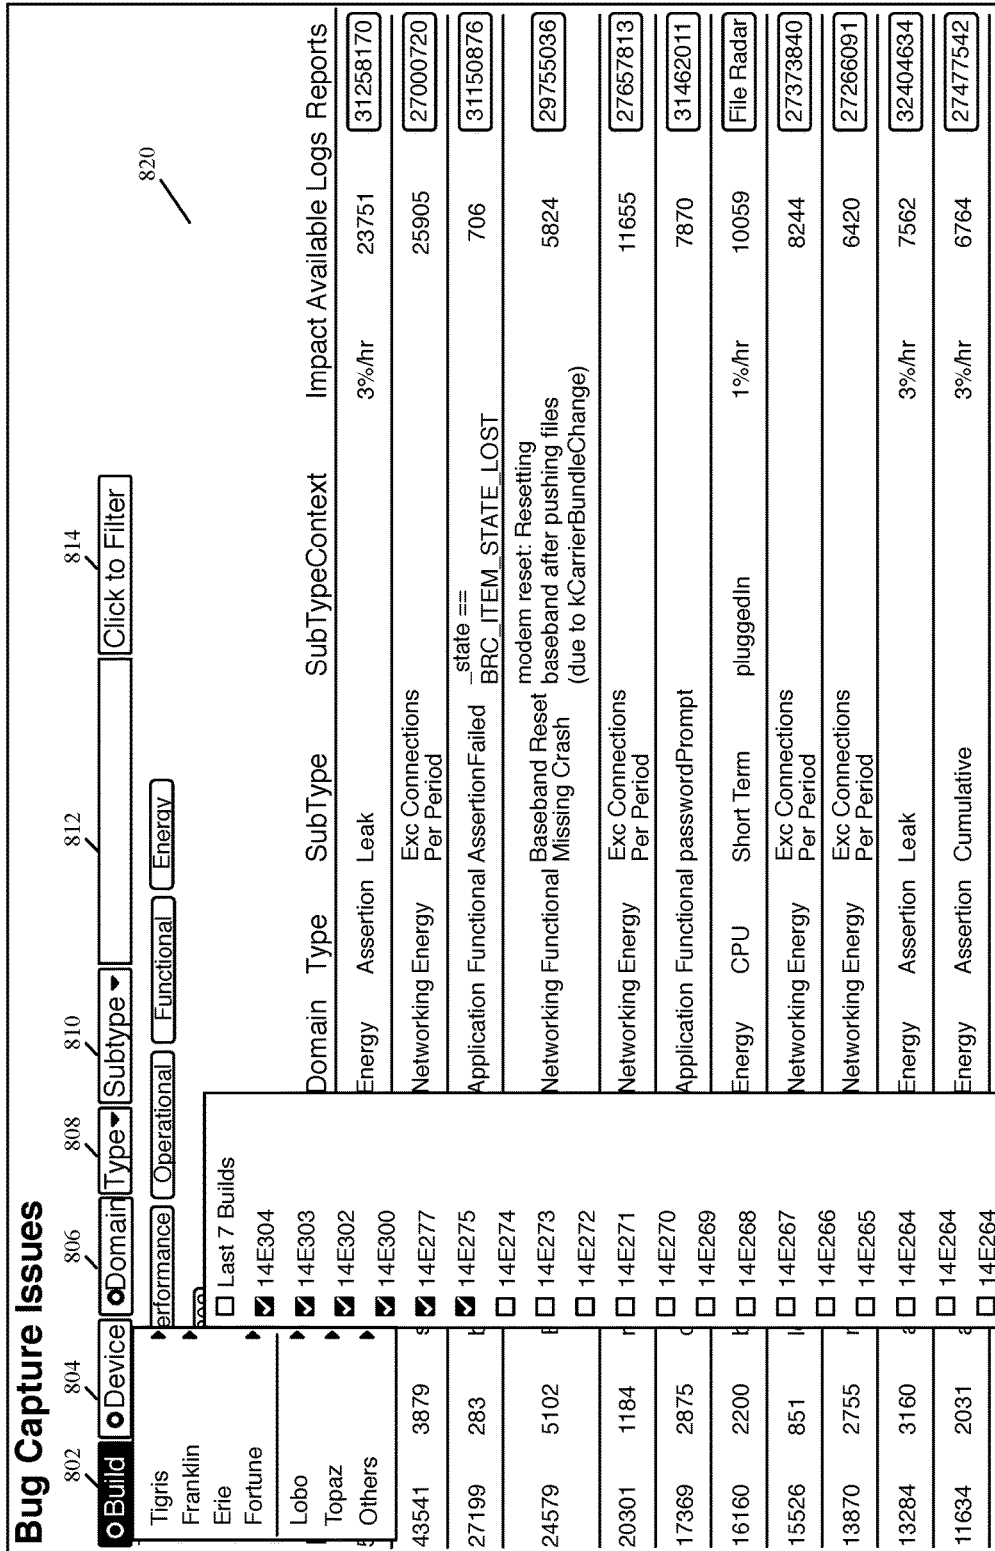 Bug Capture Issues
802 804 806 808 810 812 814
Build Device Domain Type Subtype Click to Filter
erformance Operational Functional Energy
820
Tigris
Franklin
Erie
Fortune
Lobo
Topaz
Others
Last 7 Builds
14E304
14E303
14E302
14E300
14E277
14E275
14E274
14E273
14E272
14E271
14E270
14E269
14E268
14E267
14E266
14E265
14E264
14E264
14E264
Domain Type SubType SubTypeContext Impact Available Logs Reports
Energy Assertion Leak 3%/hr 23751 31258170
43541 3879 s Networking Energy Exc Connections 25905 27000720
Per Period
27199 283 b Application Functional AssertionFailed _state == 706 31150876
BRC_ITEM_STATE_LOST
24579 5102 Networking Functional Baseband Reset modem reset: Resetting 5824 29755036
Missing Crash baseband after pushing files
(due to kCarrierBundleChange)
20301 1184 r Networking Energy Exc Connections 11655 27657813
Per Period
17369 2875 c Application Functional passwordPrompt 7870 31462011
16160 2200 b Energy CPU Short Term pluggedIn 1%/hr 10059 File Radar
15526 851 Networking Energy Exc Connections 8244 27373840
Per Period
13870 2755 r Networking Energy Exc Connections 6420 27266091
Per Period
13284 3160 a Energy Assertion Leak 3%/hr 7562 32404634
11634 2031 a Energy Assertion Cumulative 3%/hr 6764 27477542